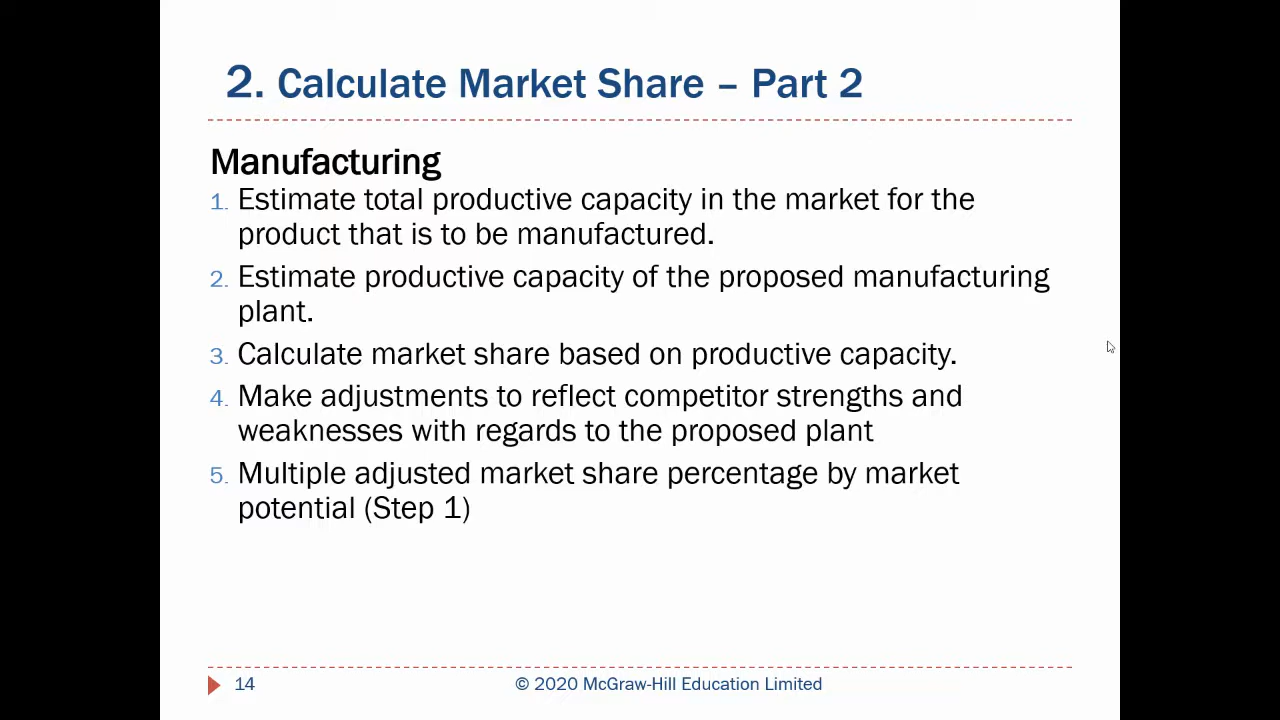 2. Calculate Market Share – Part 2
Manufacturing
1. Estimate total productive capacity in the market for the
product that is to be manufactured.
2. Estimate productive capacity of the proposed manufacturing
plant.
3. Calculate market share based on productive capacity.
4. Make adjustments to reflect competitor strengths and
weaknesses with regards to the proposed plant
5. Multiple adjusted market share percentage by market
potential (Step 1)
14
© 2020 McGraw-Hill Education Limited